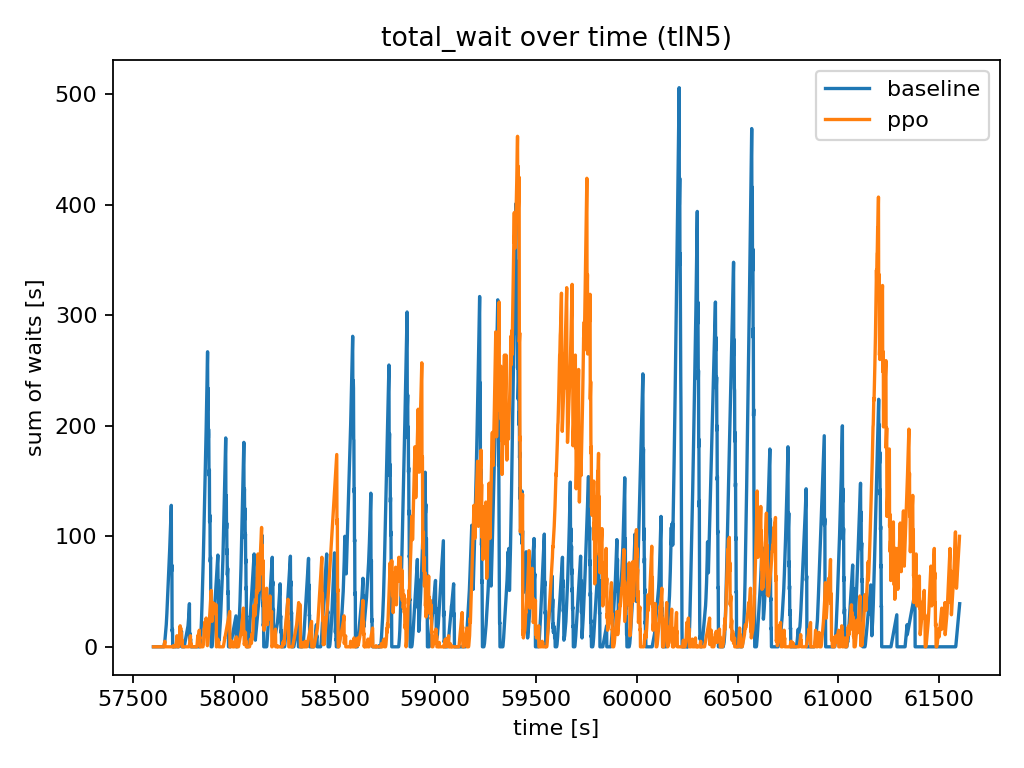 total_wait over time (tlN5)
sum of waits [s]
500
400
300
200
100
0
baseline
ppo
57500 58000 58500 59000 59500 60000 60500 61000 61500
time [s]